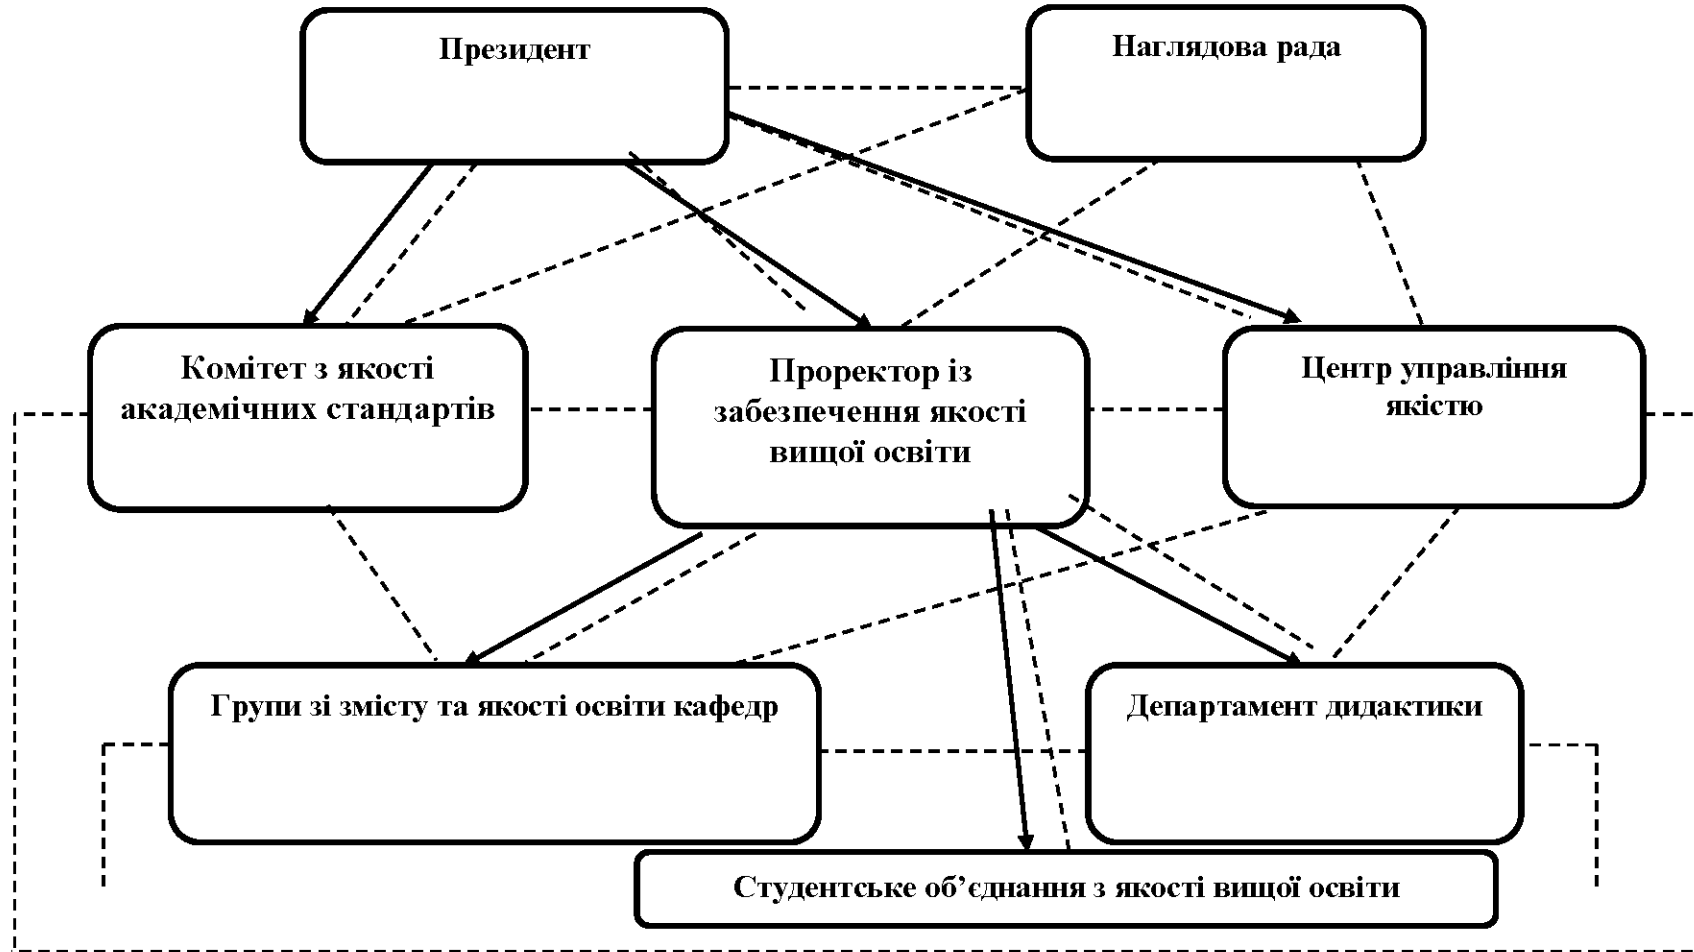 Президент
Наглядова рада
Комітет з якості
академічних стандартів
Проректор із
забезпечення якості
вищої освіти
Центр управління
якістю
Групи зі змісту та якості освіти кафедр
Департамент дидактики
Студентське об’єднання з якості вищої освіти